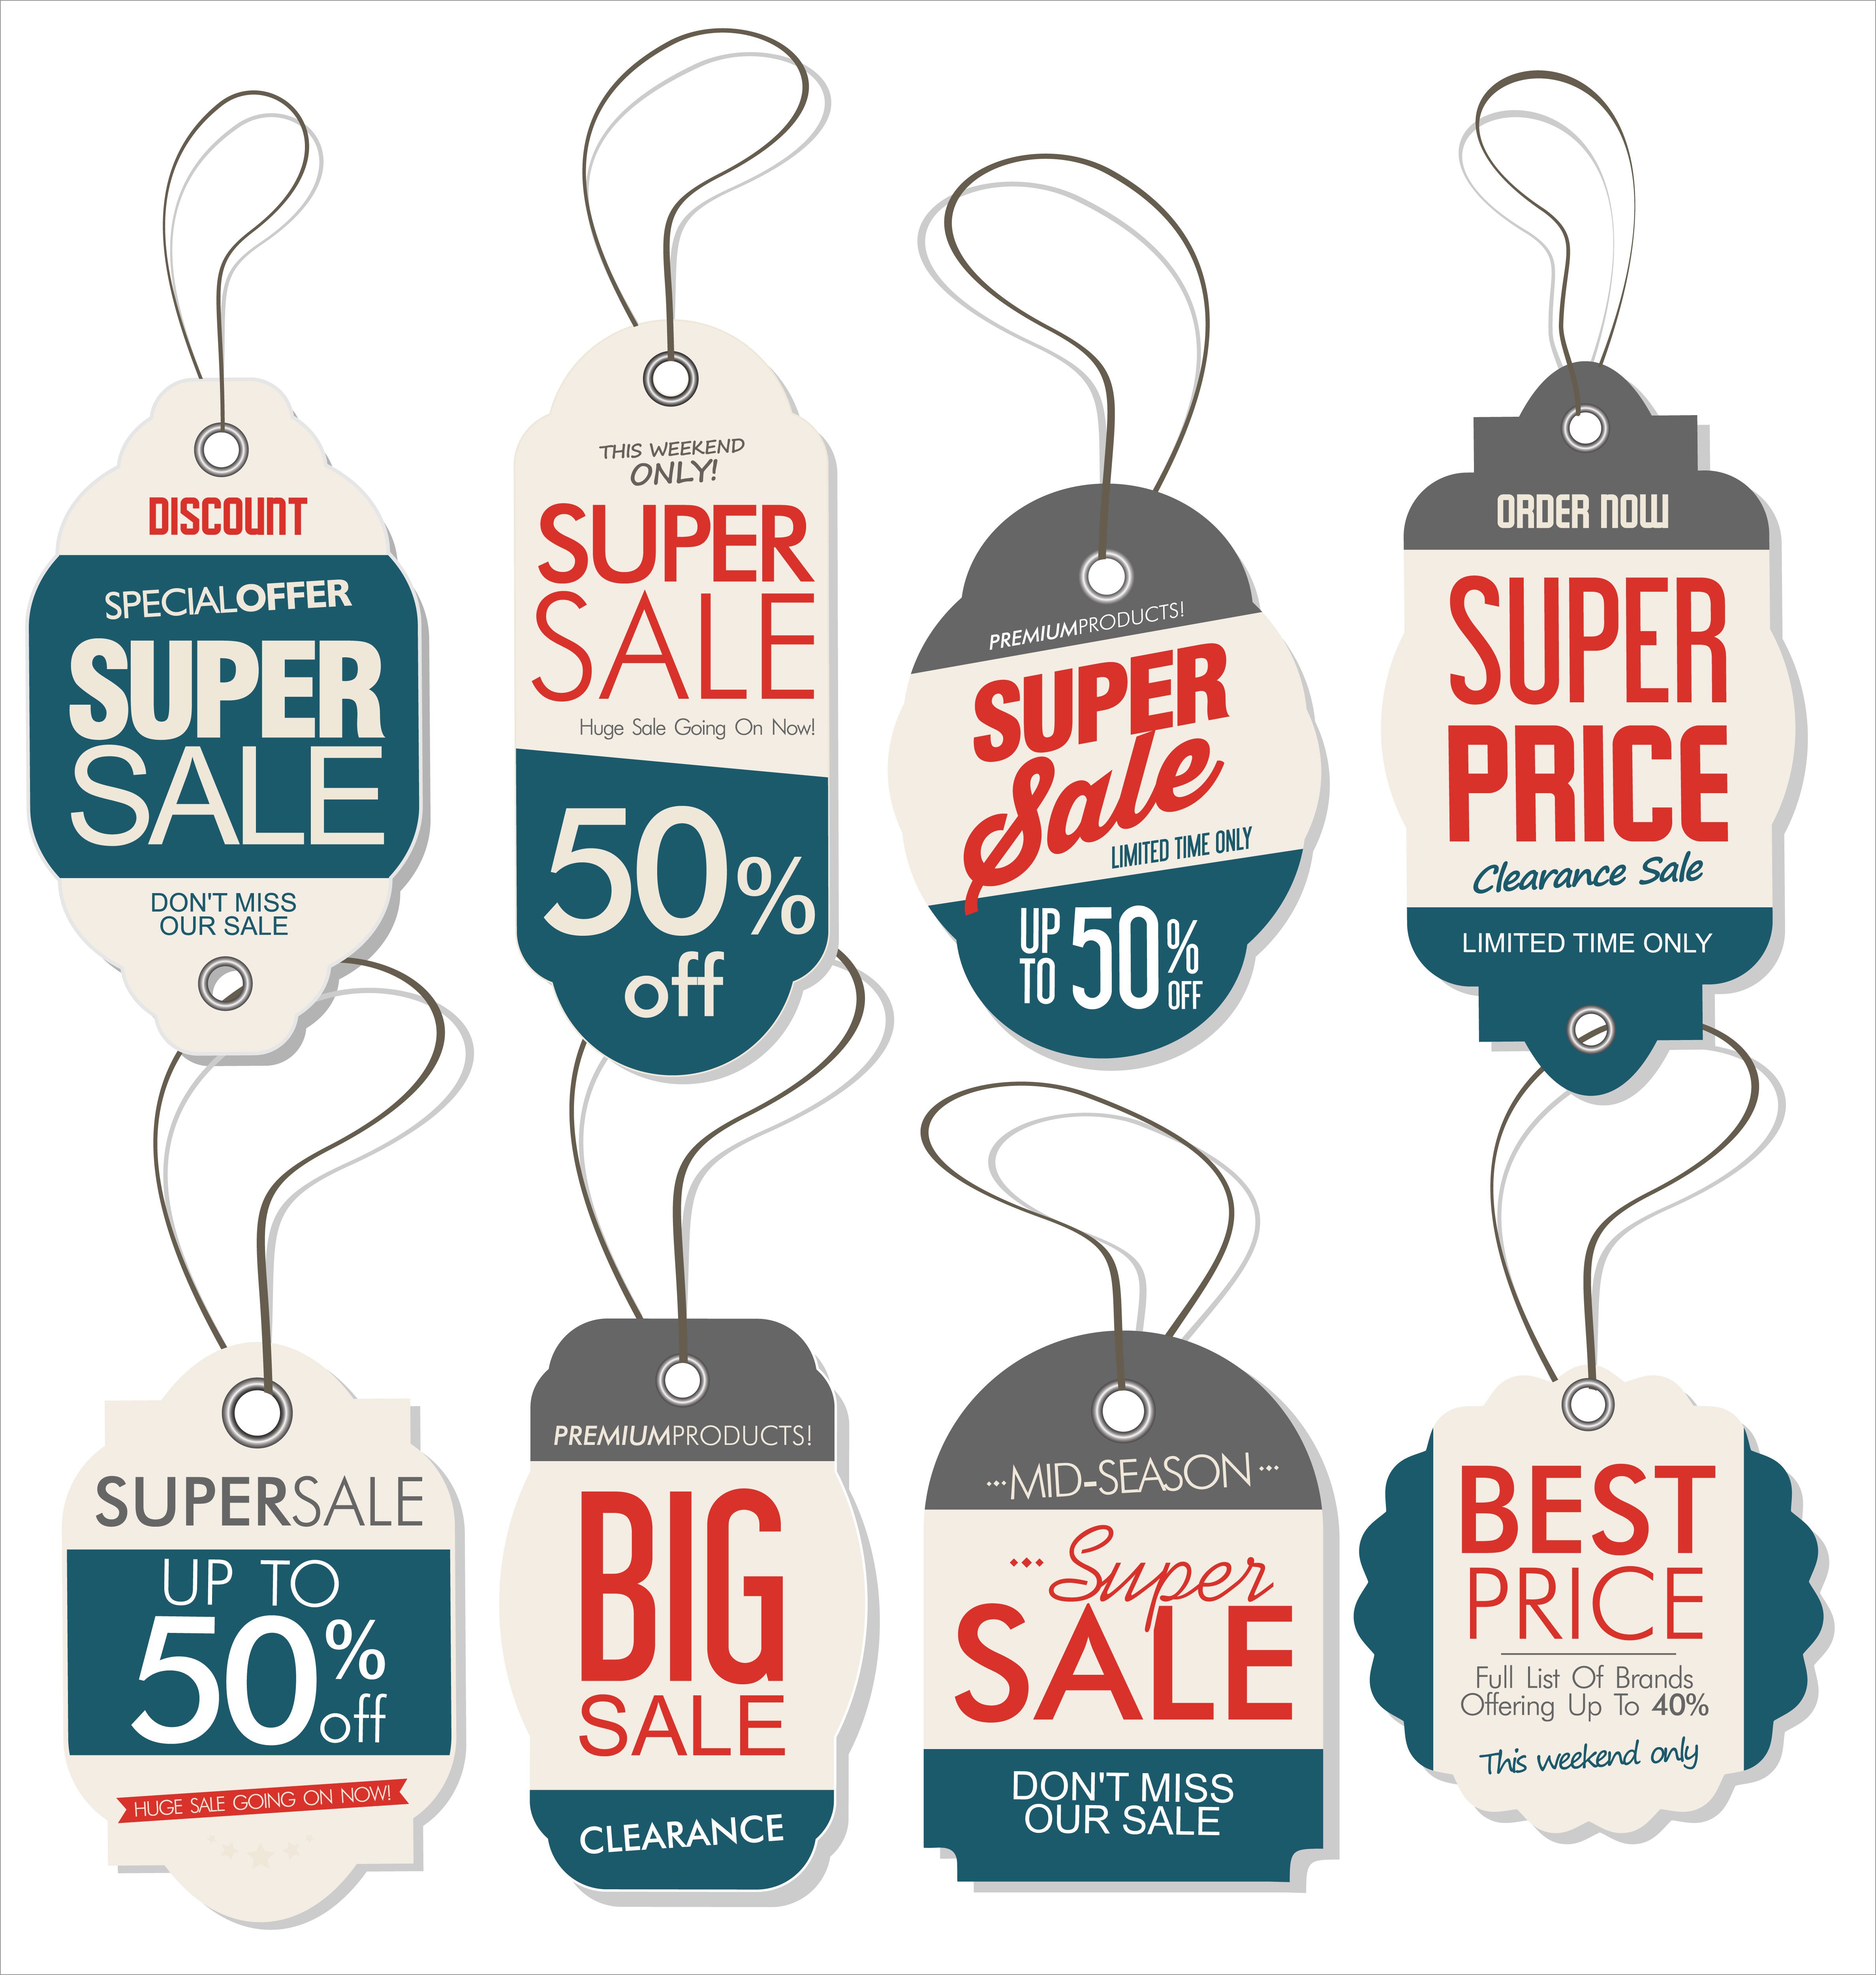 DISCOUNT
SPECIALOFFER
SUPER
SALE
DON'T MISS
OUR SALE
THIS WEEKEND
ONLY!
SUPER
SALE
Huge Sale Going On Now!
50%
off
PREMIUMPRODUCTS!
SUPER
Sale
LIMITED TIME ONLY
UP TO 50% OFF
ORDER NOW
SUPER
PRICE
Clearance Sale
LIMITED TIME ONLY
SUPERSALE
UP TO
50% off
HUGE SALE GOING ON NOW!
PREMIUMPRODUCTS!
BIG
SALE
CLEARANCE
MID-SEASON
Super
SALE
DON'T MISS
OUR SALE
BEST
PRICE
Full List Of Brands
Offering Up To 40%
This weekend only